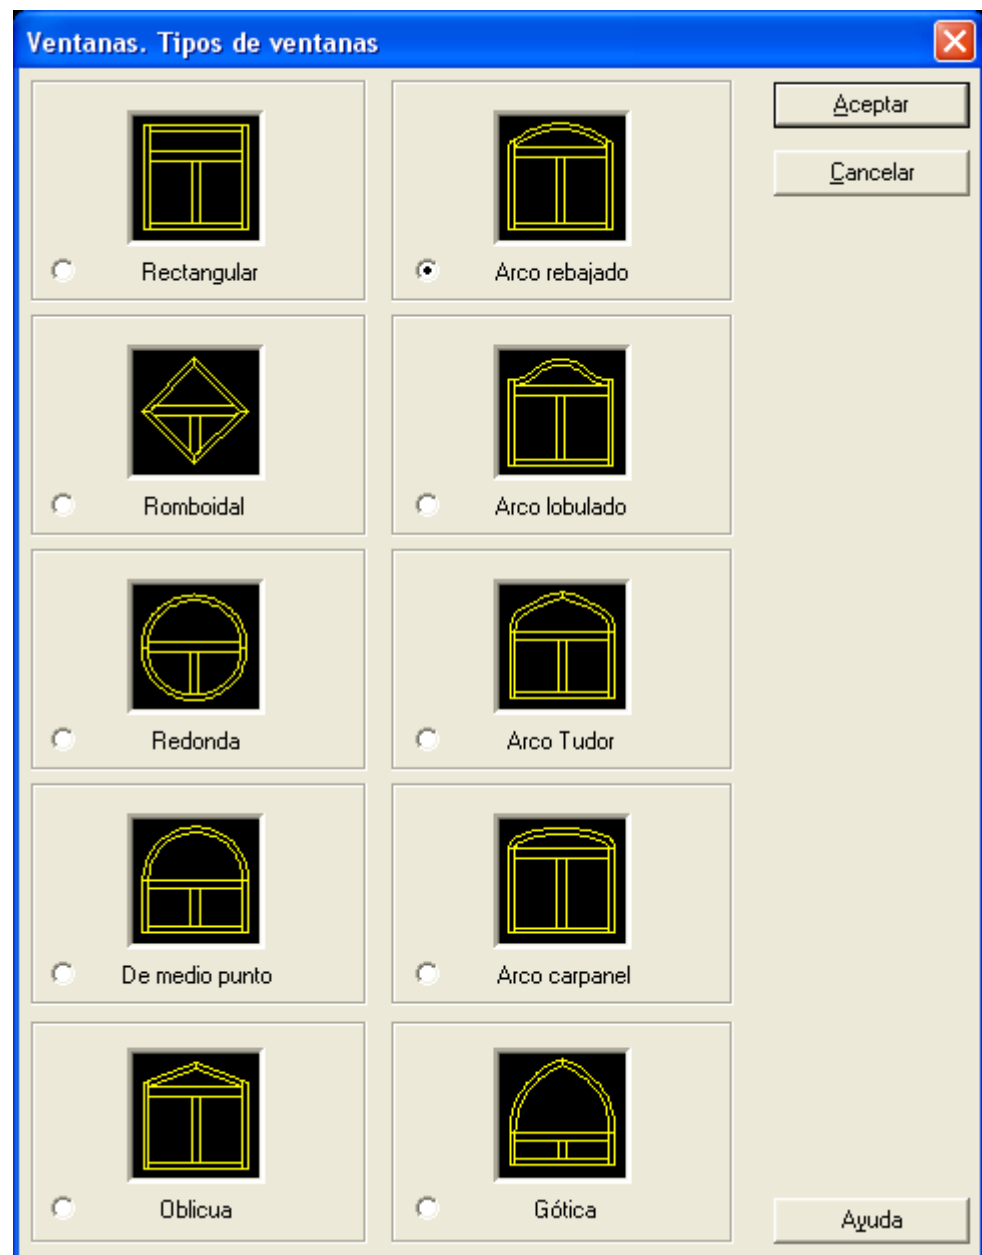 Ventanas. Tipos de ventanas
Aceptar
Cancelar
Rectangular
Arco rebajado
Romboidal
Arco lobulado
Redonda
Arco Tudor
De medio punto
Arco carpanel
Oblicua
Gótica
Ayuda